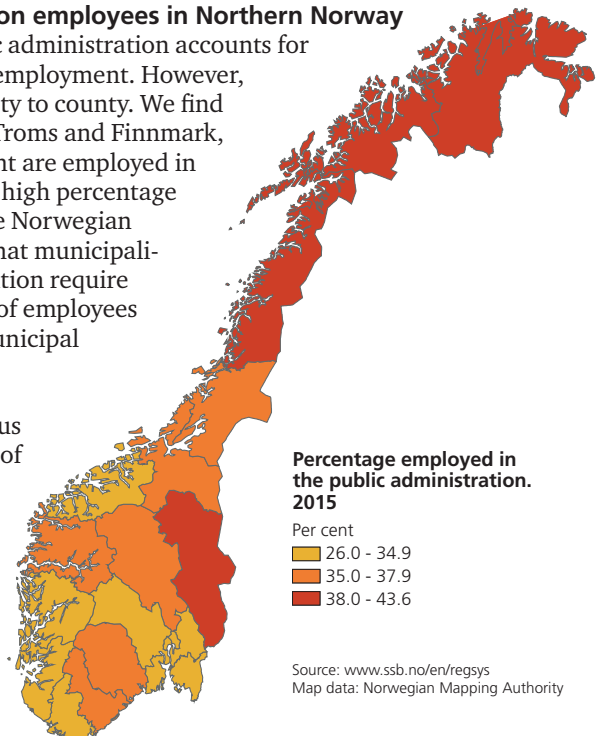 on employees in Northern Norway
administration accounts for
employment. However,
ty to county. We find
Troms and Finnmark,
nt are employed in
high percentage
e Norwegian
hat municipali-
tion require
of employees
unicipal
us
of
Percentage employed in
the public administration.
2015
Per cent
26.0 - 34.9
35.0 - 37.9
38.0 - 43.6
Source: www.ssb.no/en/regsys
Map data: Norwegian Mapping Authority